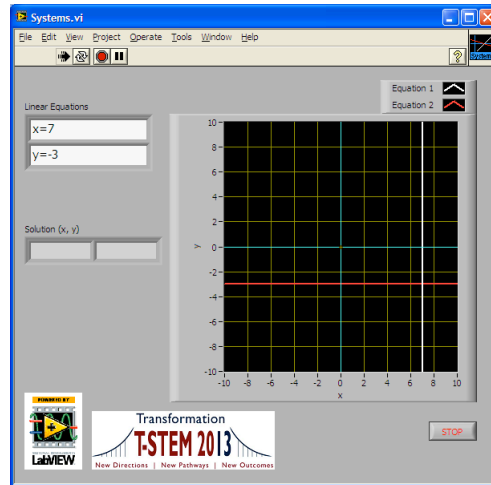 Systems.vi
File Edit View Project Operate Tools Window Help
?
Equation 1
Equation 2
Linear Equations
x=7
y=-3
Solution (x, y)
10
8
6
4
2
0
-2
-4
-6
-8
-10
y
-10 -8 -6 -4 -2 0 2 4 6 8 10
x
POWERED BY
LabVIEW
Transformation
T-STEM 2013
New Directions | New Pathways | New Outcomes
STOP